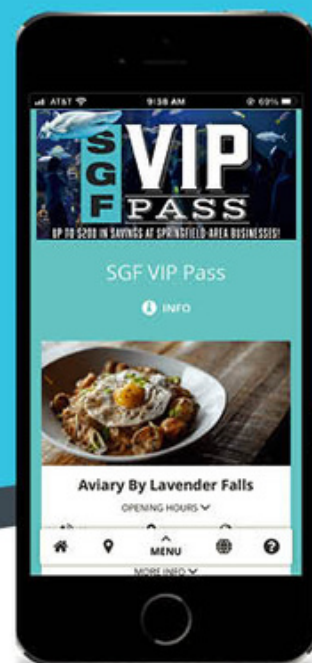 AT&T 9:38 AM 69%
SGF
VIP
PASS
UP TO $200 IN SAVINGS AT SPRINGFIELD-AREA BUSINESSES!
SGF VIP Pass
INFO
Aviary By Lavender Falls
OPENING HOURS
MENU
MORE INFO